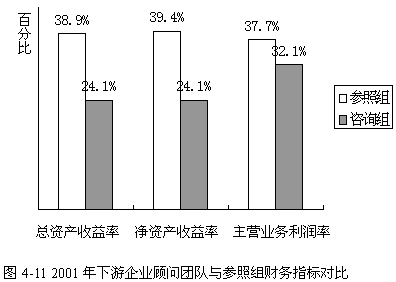 百分比
38.9%
24.1%
39.4%
24.1%
37.7%
32.1%
参照组
咨询组
总资产收益率 净资产收益率 主营业务利润率
图 4-11 2001 年下游企业顾问团队与参照组财务指标对比